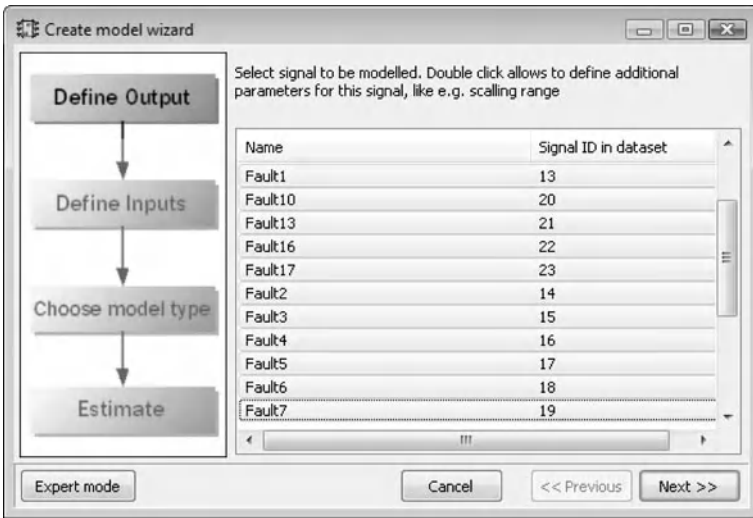 Create model wizard
Define Output
Define Inputs
Choose model type
Estimate
Select signal to be modelled. Double click allows to define additional
parameters for this signal, like e.g. scalling range
Name Signal ID in dataset
Fault1 13
Fault10 20
Fault13 21
Fault16 22
Fault17 23
Fault2 14
Fault3 15
Fault4 16
Fault5 17
Fault6 18
Fault7 19
Expert mode Cancel << Previous Next >>